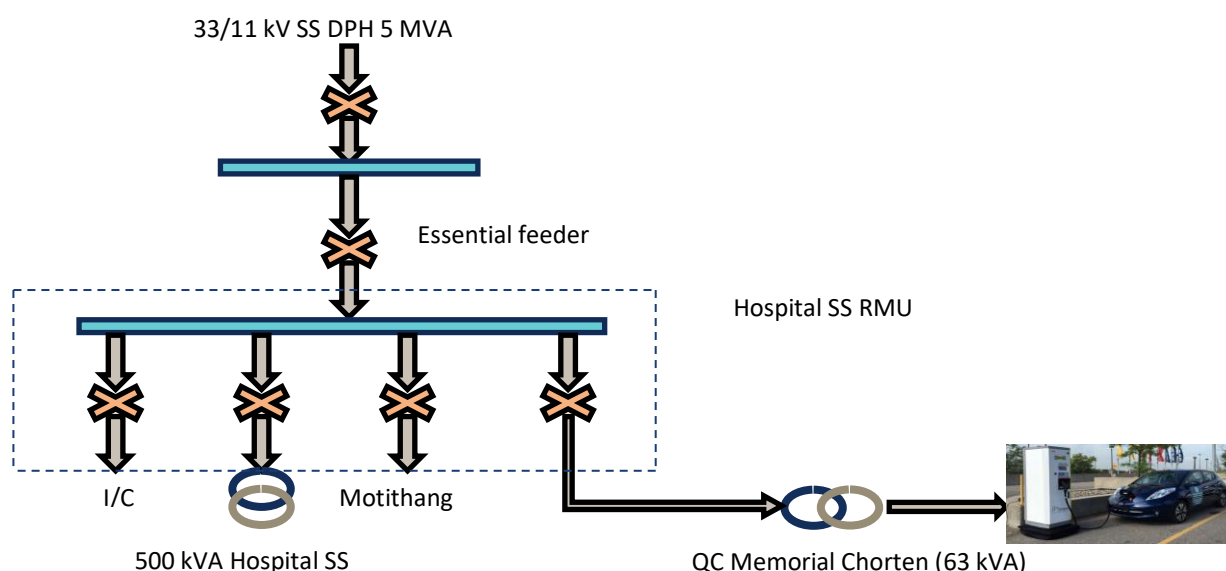 33/11 kV SS DPH 5 MVA
Essential feeder
Hospital SS RMU
I/C
Motithang
500 kVA Hospital SS
QC Memorial Chorten (63 kVA)